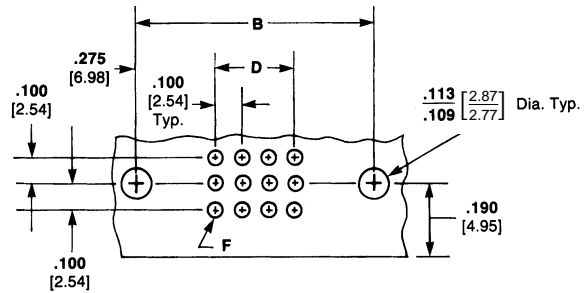 B
.275
[6.98]
.100
[2.54]
.100
[2.54]
Typ.
D
.113
.109
[2.87
2.77]
Dia. Typ.
.190
[4.95]
F
.100
[2.54]